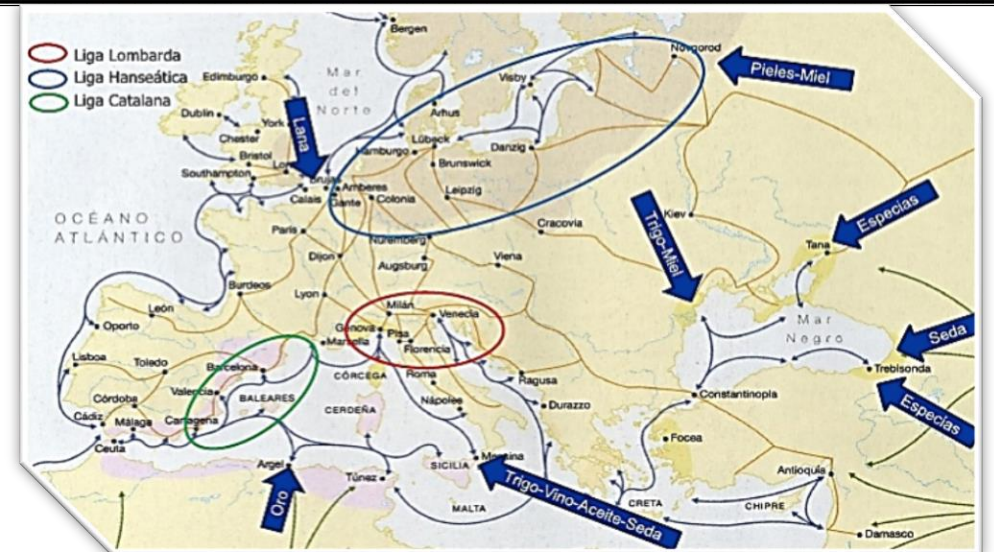 Liga Lombarda
Liga Hanseática
Liga Catalana
Bergen
Novgorod
Pieles-Miel
Edimburgo
Mar
del
Norte
Visby
Dublín
York
Arhus
Chester
Lana
Lübeck
Danzig
Hamburgo
Bristol
Brunswick
Southampton
Brujas
Amberes
Calais
Gante
Colonia
Leipzig
OCÉANO
ATLÁNTICO
París
Nuremberg
Cracovia
Kiev
Trigo-Miel
Tana
Especias
Dijon
Augsburg
Viena
Burdeos
Lyon
León
Oporto
Milán
Venecia
Génova
Pisa
Marsella
Florencia
Mar
Negro
Seda
Trebisonda
Lisboa
Toledo
Barcelona
CÓRCEGA
Roma
Ragusa
Constantinopla
Especias
Valencia
BALEARES
Córdoba
CERDEÑA
Nápoles
Durazzo
Cádiz
Málaga
Cartagena
Ceuta
Focea
Argel
Oro
Túnez
SICILIA
Messina
Trigo-Vino-Aceite-Seda
MALTA
CRETA
CHIPRE
Antioquía
Damasco